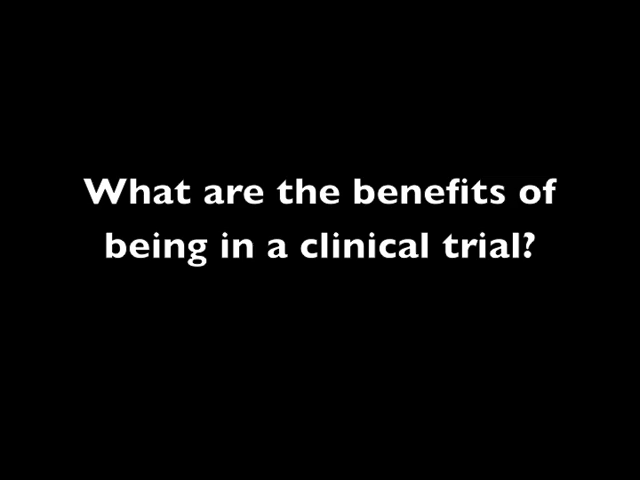 What are the benefits of
being in a clinical trial?